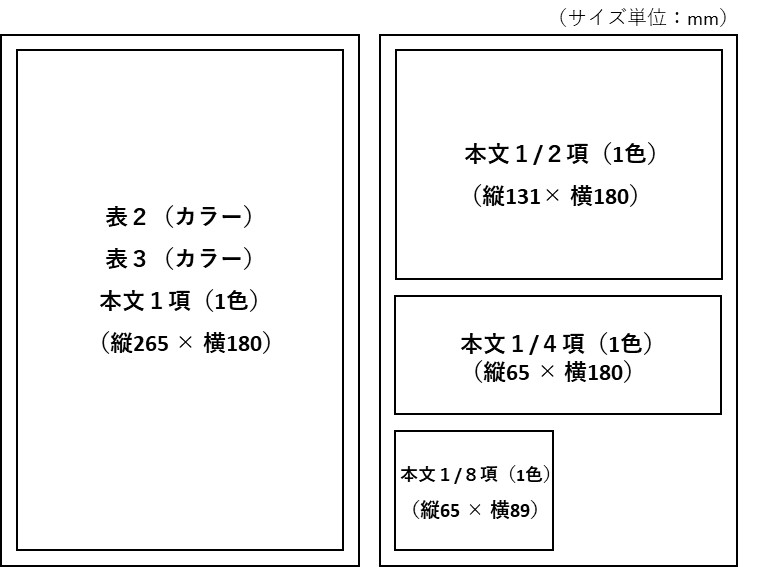 （サイズ単位：mm）
表２（カラー）
表３（カラー）
本文１項（1色）
（縦265 × 横180）
本文１/２項（1色）
（縦131× 横180）
本文１/４項（1色）
（縦65 × 横180）
本文１/８項（1色）
（縦65 × 横89）